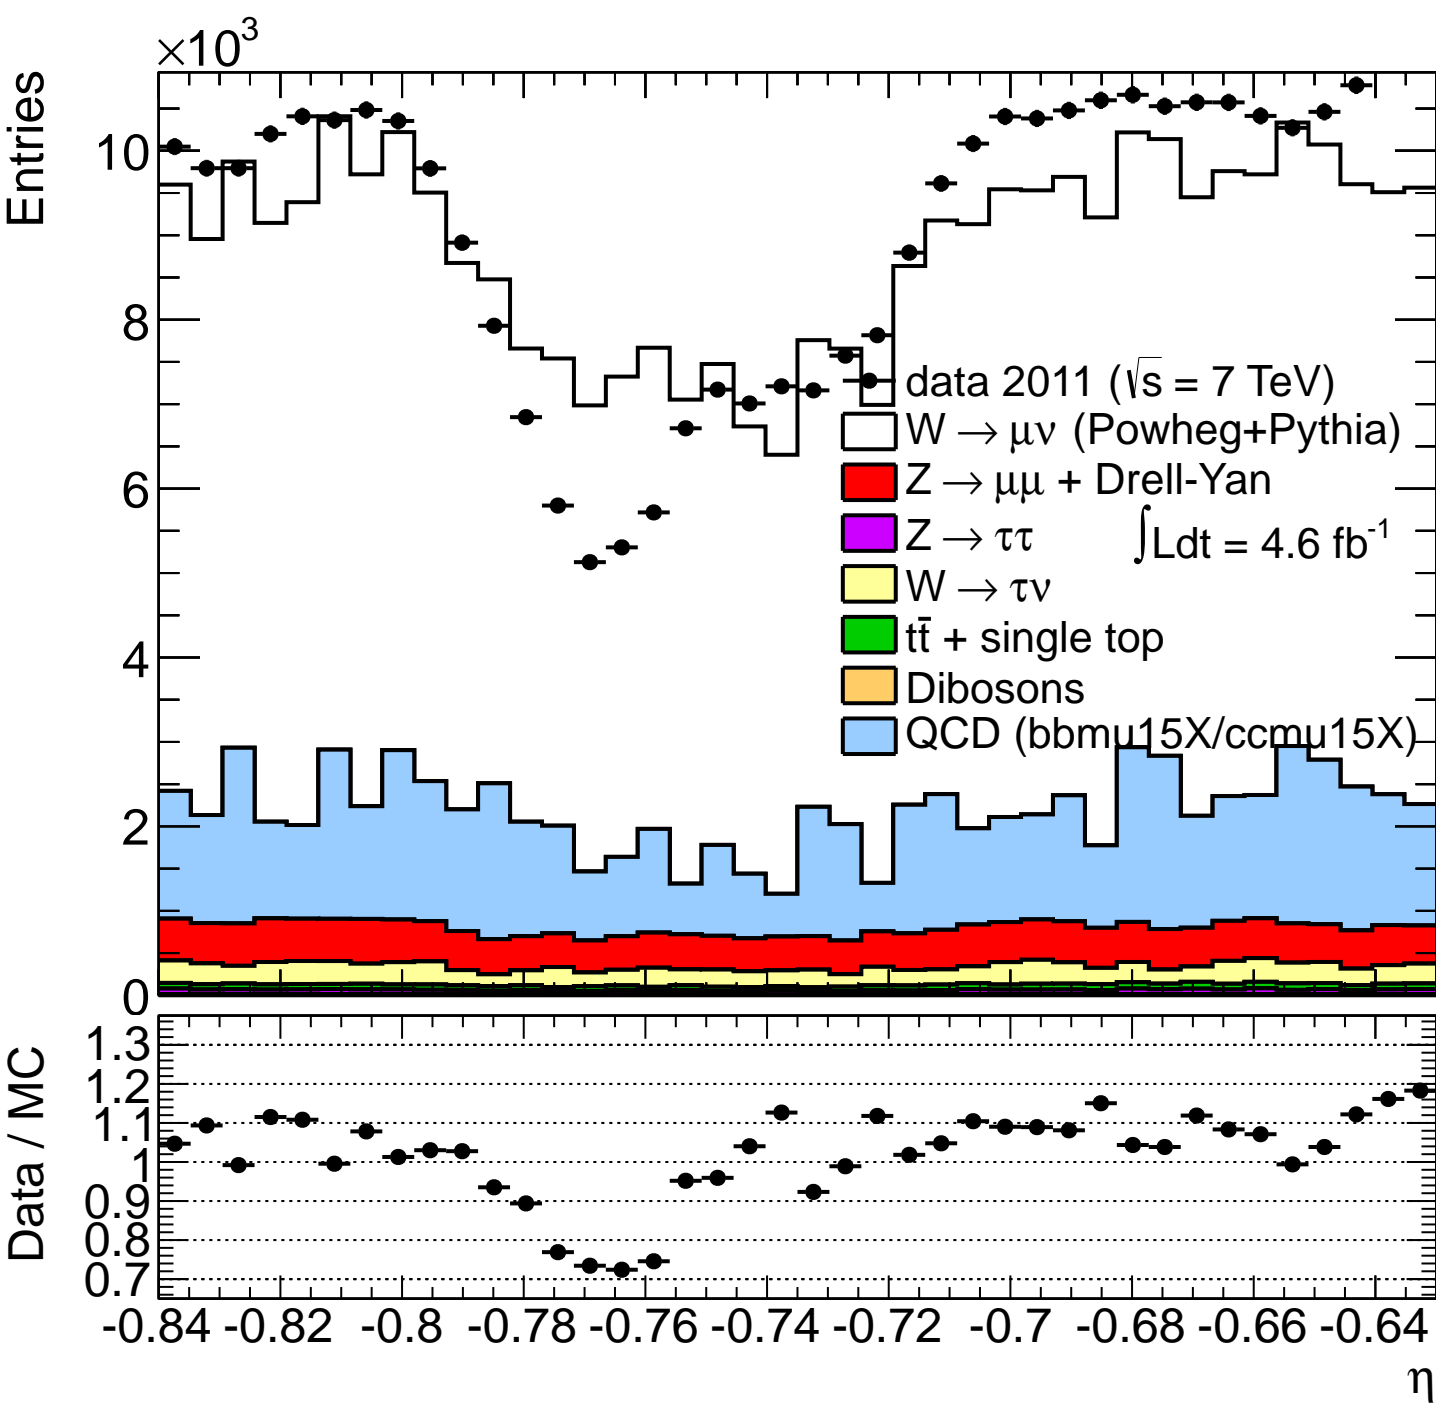 ×10³
Entries
10
8
6
4
2
0
data 2011 (√s = 7 TeV)
W → μν (Powheg+Pythia)
Z → μμ + Drell-Yan
Z → ττ
∫Ldt = 4.6 fb⁻¹
W → τν
tt̄ + single top
Dibosons
QCD (bbmu15X/ccmu15X)
Data / MC
1.3
1.2
1.1
1
0.9
0.8
0.7
-0.84 -0.82 -0.8 -0.78 -0.76 -0.74 -0.72 -0.7 -0.68 -0.66 -0.64
η